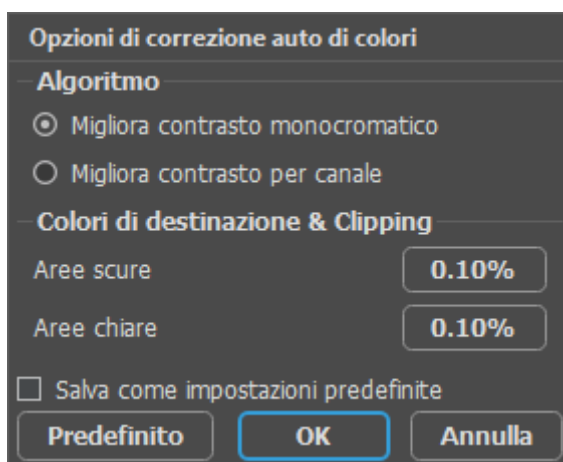 Opzioni di correzione auto di colori
Algoritmo
Migliora contrasto monocromatico
Migliora contrasto per canale
Colori di destinazione & Clipping
Aree scure 0.10%
Aree chiare 0.10%
Salva come impostazioni predefinite
Predefinito OK Annulla